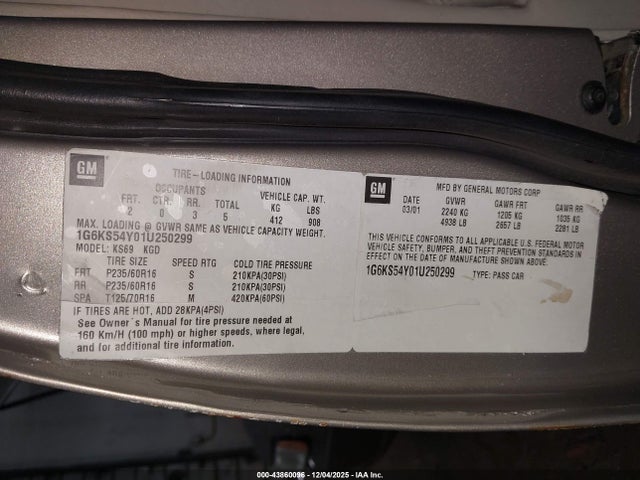 GM
TIRE-LOADING INFORMATION
OCCUPANTS VEHICLE CAP. WT.
FRT. CTR. RR. TOTAL KG LBS
2 0 3 5 412 908
MAX. LOADING @ GVWR SAME AS VEHICLE CAPACITY WEIGHT.
1G6KS54Y01U250299
MODEL: KS69 KGD
TIRE SIZE SPEED RTG COLD TIRE PRESSURE
FRT P235/60R16 S 210KPA(30PSI)
RR P235/60R16 S 210KPA(30PSI)
SPA T125/70R16 M 420KPA(60PSI)
IF TIRES ARE HOT, ADD 28KPA(4PSI)
See Owner's Manual for tire pressure needed at
160 Km/H (100 mph) or higher speeds, where legal,
and for additional tire information.
GM
MFD BY GENERAL MOTORS CORP
DATE GVWR GAWR FRT GAWR RR
03/01 2240 KG 1205 KG 1035 KG
4938 LB 2657 LB 2281 LB
THIS VEHICLE CONFORMS TO ALL APPLICABLE U.S. FEDERAL MOTOR
VEHICLE SAFETY, BUMPER, AND THEFT PREVENTION STANDARDS IN
EFFECT ON THE DATE OF MANUFACTURE SHOWN ABOVE.
1G6KS54Y01U250299 TYPE: PASS CAR
000-43860096 - 12/04/2025 - IAA Inc.